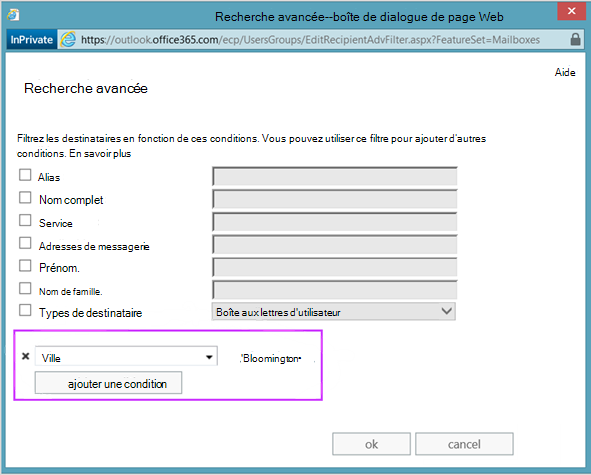 Recherche avancée--boîte de dialogue de page Web
InPrivate https://outlook.office365.com/ecp/UsersGroups/EditRecipientAdvFilter.aspx?FeatureSet=Mailboxes
Aide
Recherche avancée
Filtrez les destinataires en fonction de ces conditions. Vous pouvez utiliser ce filtre pour ajouter d'autres
conditions. En savoir plus
Alias
Nom complet
Service
Adresses de messagerie
Prénom.
Nom de famille.
Types de destinataire Boîte aux lettres d'utilisateur
Ville 'Bloomington•
ajouter une condition
ok cancel